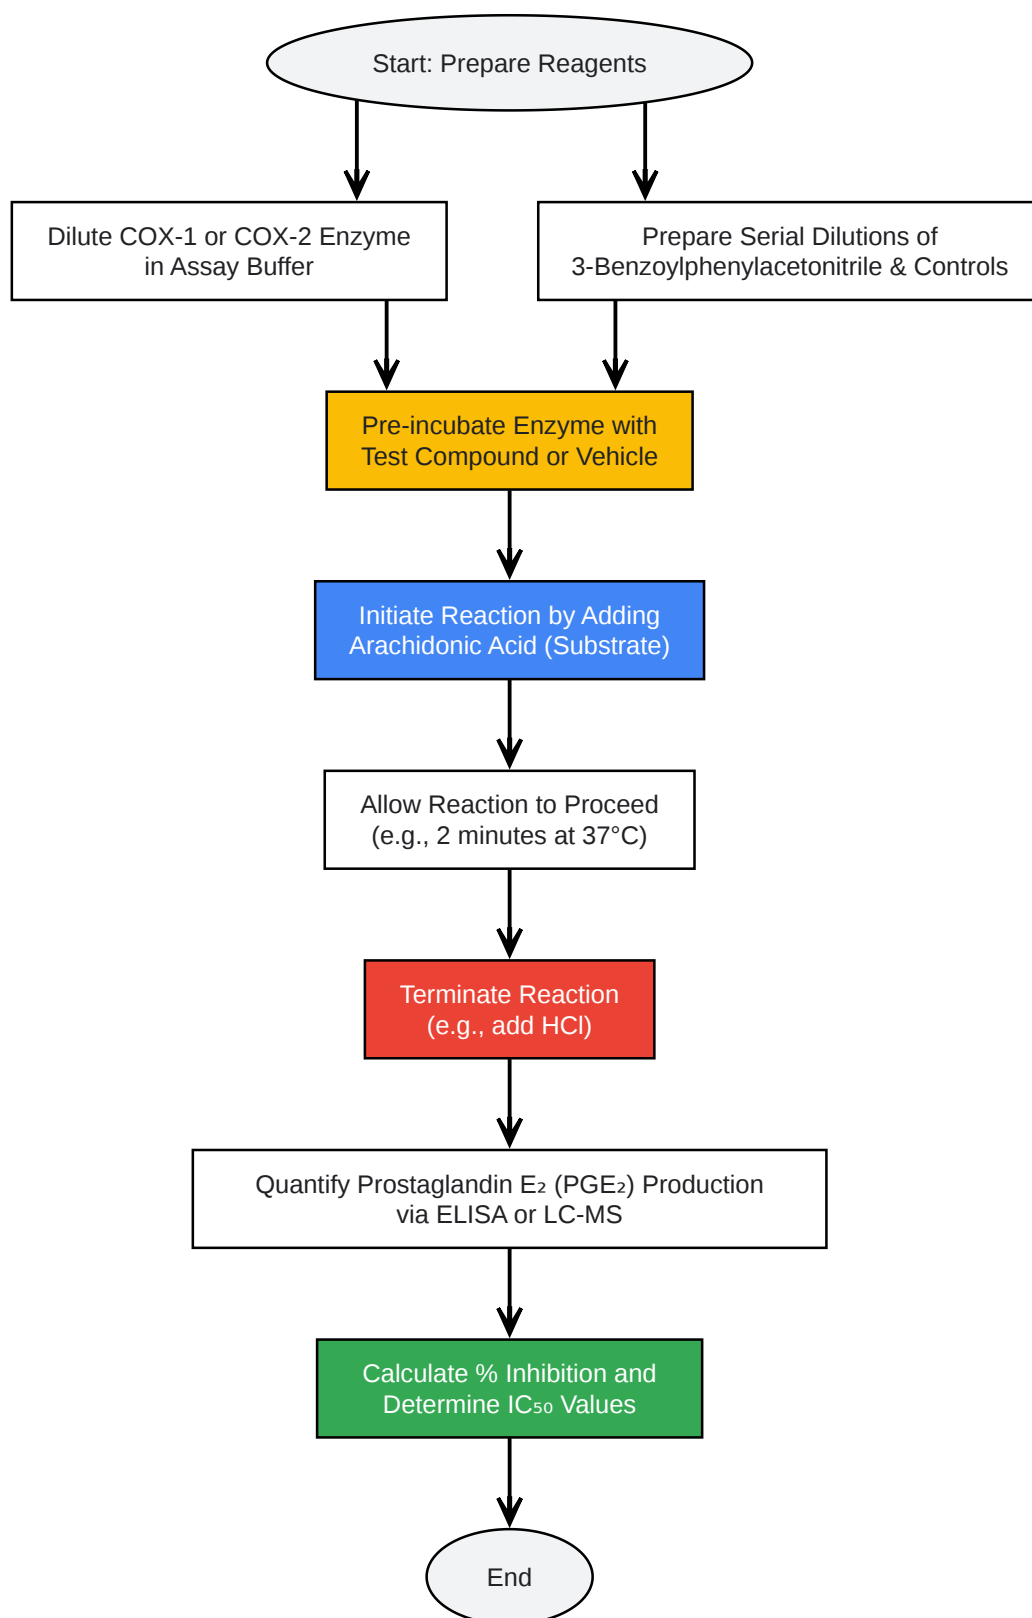 Start: Prepare Reagents
Dilute COX-1 or COX-2 Enzyme
in Assay Buffer
Prepare Serial Dilutions of
3-Benzoylphenylacetonitrile & Controls
Pre-incubate Enzyme with
Test Compound or Vehicle
Initiate Reaction by Adding
Arachidonic Acid (Substrate)
Allow Reaction to Proceed
(e.g., 2 minutes at 37°C)
Terminate Reaction
(e.g., add HCl)
Quantify Prostaglandin E₂ (PGE₂) Production
via ELISA or LC-MS
Calculate % Inhibition and
Determine IC₅₀ Values
End